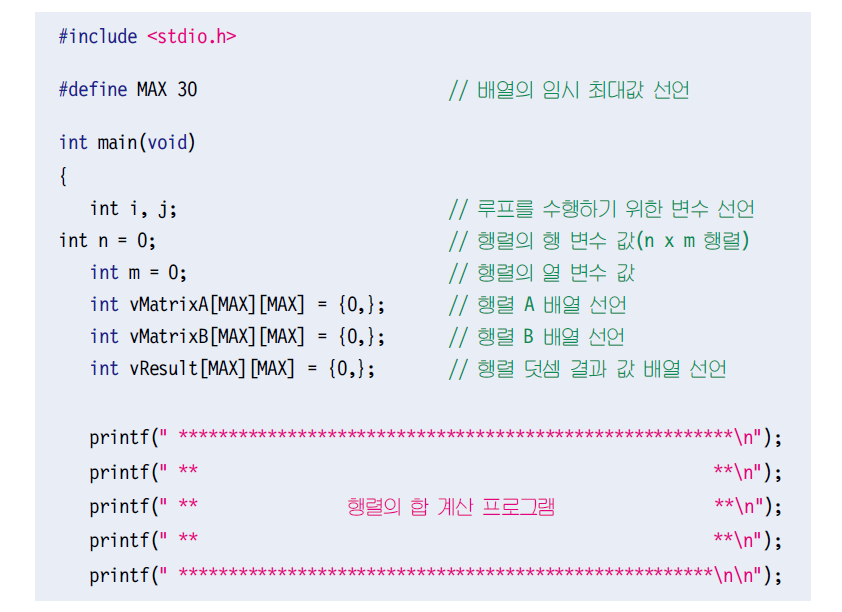 #include <stdio.h>
#define MAX 30 // 배열의 임시 최대값 선언
int main(void)
{
int i, j; // 루프를 수행하기 위한 변수 선언
int n = 0; // 행렬의 행 변수 값(n x m 행렬)
int m = 0; // 행렬의 열 변수 값
int vMatrixA[MAX][MAX] = {0,}; // 행렬 A 배열 선언
int vMatrixB[MAX][MAX] = {0,}; // 행렬 B 배열 선언
int vResult[MAX][MAX] = {0,}; // 행렬 덧셈 결과 값 배열 선언
printf(" ********************************************************\n");
printf(" ** **\n");
printf(" ** 행렬의 합 계산 프로그램 **\n");
printf(" ** **\n");
printf(" ******************************************************\n\n");